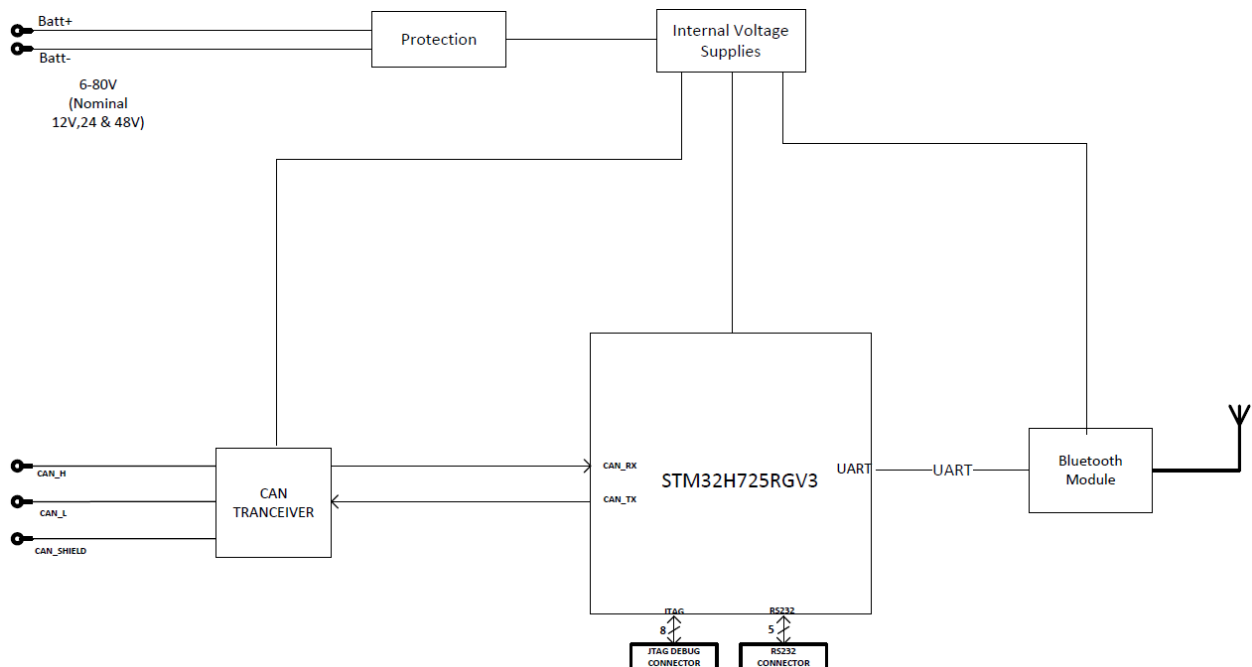 Batt+
Batt-
6-80V
(Nominal
12V,24 & 48V)
Protection
Internal Voltage
Supplies
CAN_H
CAN_L
CAN_SHIELD
CAN
TRANCEIVER
CAN_RX
CAN_TX
STM32H725RGV3
UART
UART
Bluetooth
Module
JTAG
RS232
8
5
JTAG DEBUG
CONNECTOR
RS232
CONNECTOR